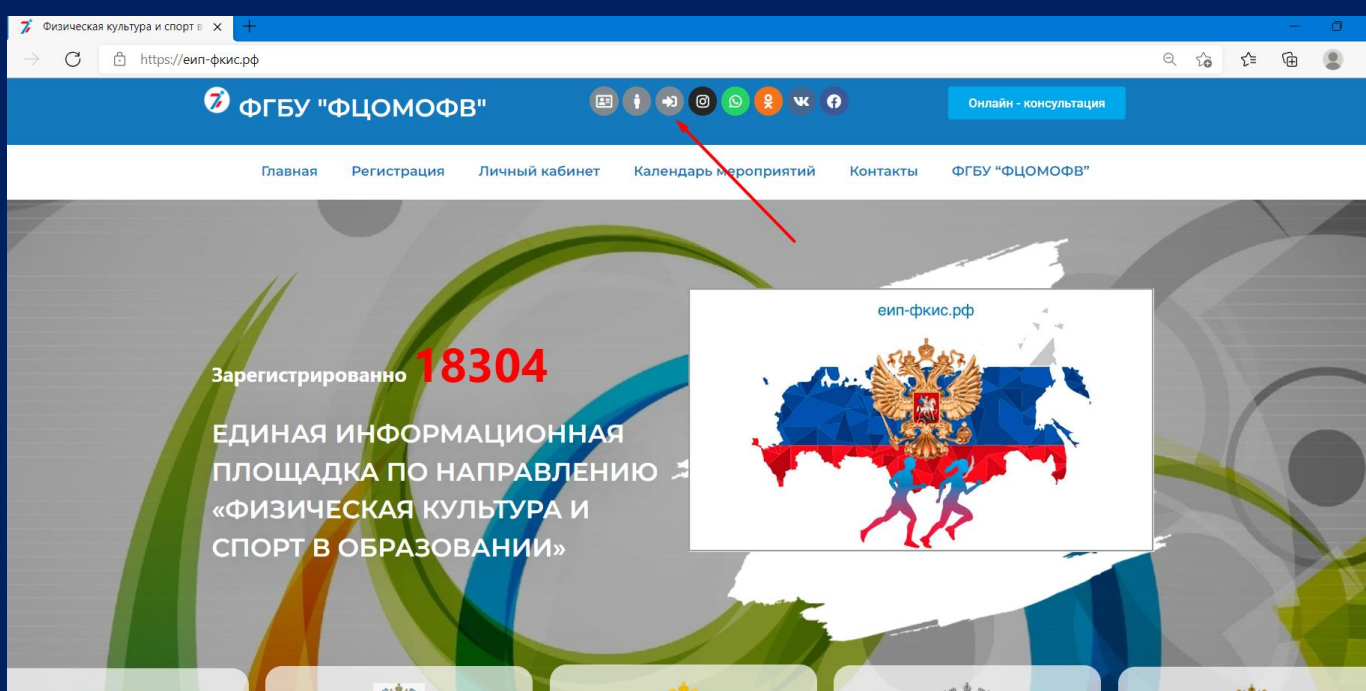 Физическая культура и спорт в
https://еип-фкис.рф
ФГБУ "ФЦОМОФВ"
Онлайн - консультация
Главная Регистрация Личный кабинет Календарь мероприятий Контакты ФГБУ “ФЦОМОФВ”
еип-фкис.рф
Зарегистрированно 18304
ЕДИНАЯ ИНФОРМАЦИОННАЯ
ПЛОЩАДКА ПО НАПРАВЛЕНИЮ
«ФИЗИЧЕСКАЯ КУЛЬТУРА И
СПОРТ В ОБРАЗОВАНИИ»